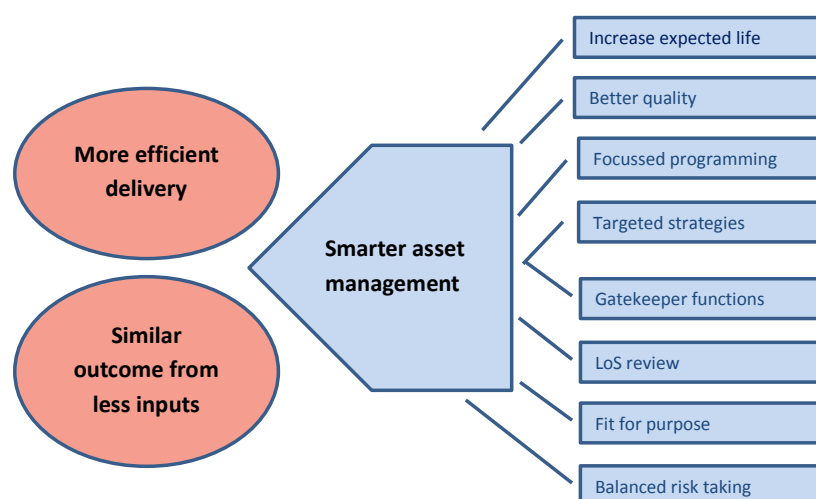 More efficient
delivery
Similar
outcome from
less inputs
Smarter asset
management
Increase expected life
Better quality
Focussed programming
Targeted strategies
Gatekeeper functions
LoS review
Fit for purpose
Balanced risk taking